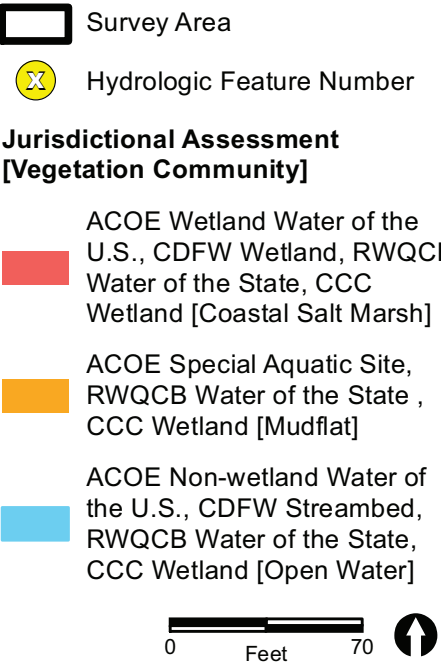 Survey Area
X
Hydrologic Feature Number
Jurisdictional Assessment
[Vegetation Community]
ACOE Wetland Water of the
U.S., CDFW Wetland, RWQC
Water of the State, CCC
Wetland [Coastal Salt Marsh]
ACOE Special Aquatic Site,
RWQCB Water of the State ,
CCC Wetland [Mudflat]
ACOE Non-wetland Water of
the U.S., CDFW Streambed,
RWQCB Water of the State,
CCC Wetland [Open Water]
0 Feet 70